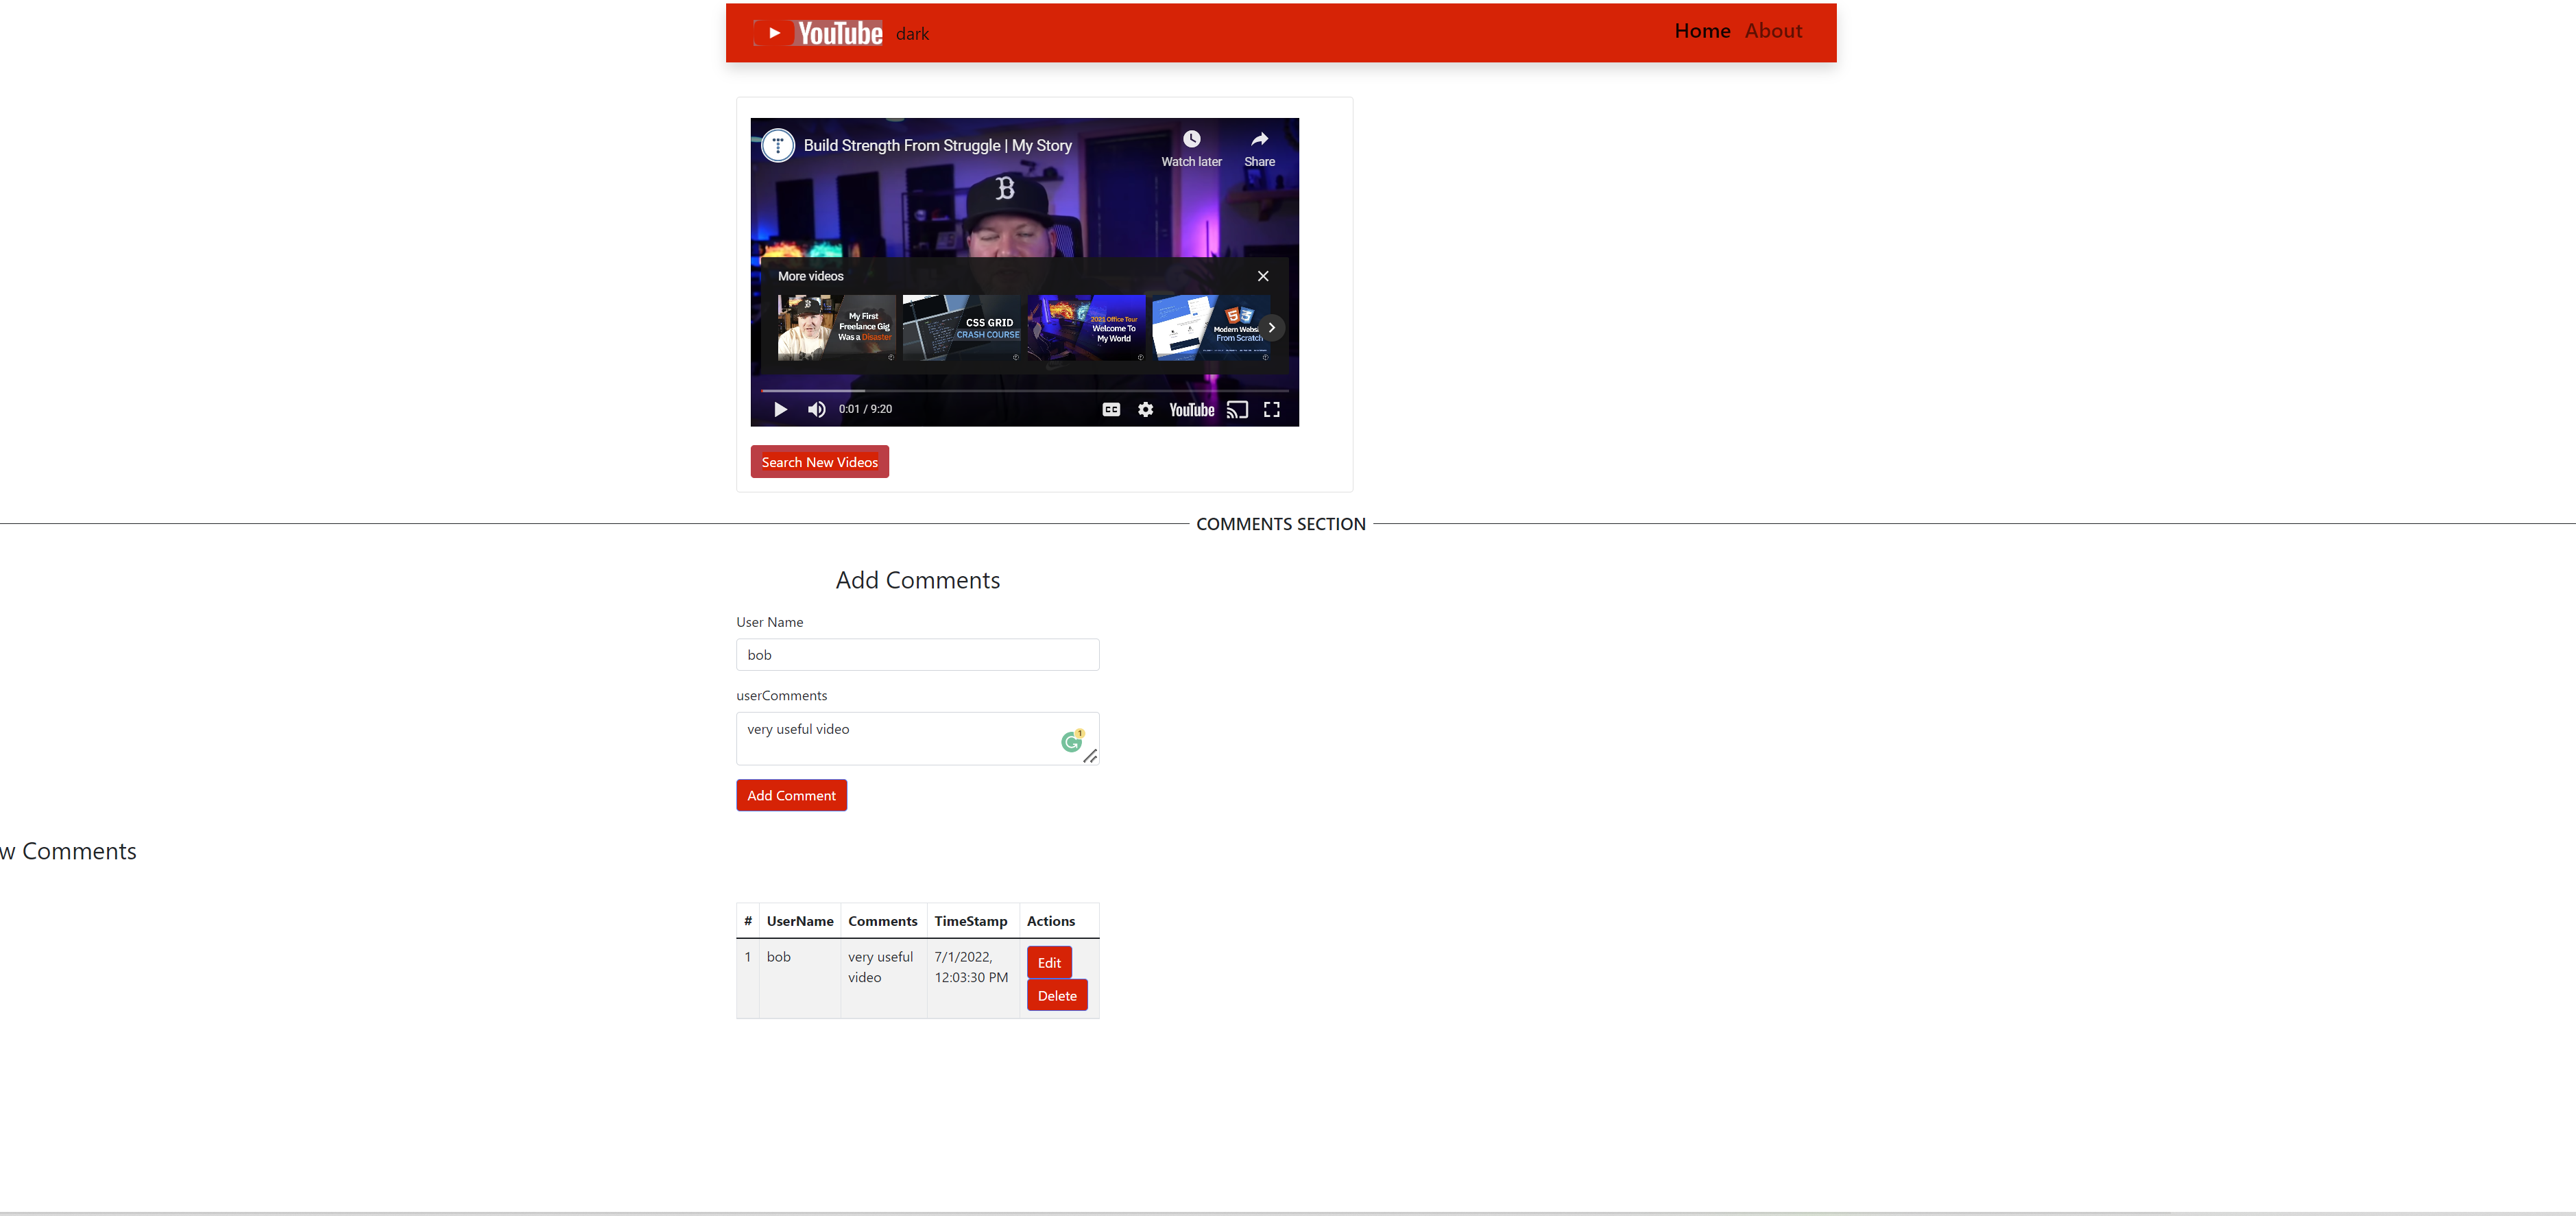 YouTube dark Home About
Build Strength From Struggle | My Story
Watch later Share
B
More videos
My First
Freelance Gig
Was a Disaster
CSS GRID
CRASH COURSE
2021 Office Tour
Welcome To
My World
Modern Websi
From Scratch
0:01 / 9:20
CC
YouTube
Search New Videos
COMMENTS SECTION
Add Comments
User Name
bob
userComments
very useful video
1
Add Comment
w Comments
# UserName Comments TimeStamp Actions
1 bob very useful 7/1/2022, Edit
video 12:03:30 PM
Delete